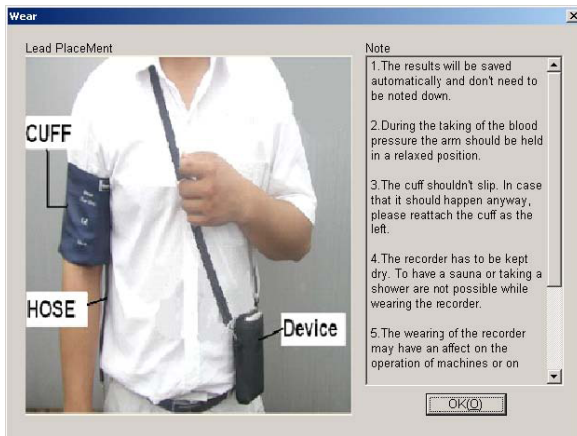 Wear
Lead PlaceMent
CUFF
HOSE
Device
Note
1.The results will be saved
automatically and don't need to
be noted down.
2.During the taking of the blood
pressure the arm should be held
in a relaxed position.
3.The cuff shouldn't slip. In case
that it should happen anyway,
please reattach the cuff as the
left.
4.The recorder has to be kept
dry. To have a sauna or taking a
shower are not possible while
wearing the recorder.
5.The wearing of the recorder
may have an affect on the
operation of machines or on
OK(O)